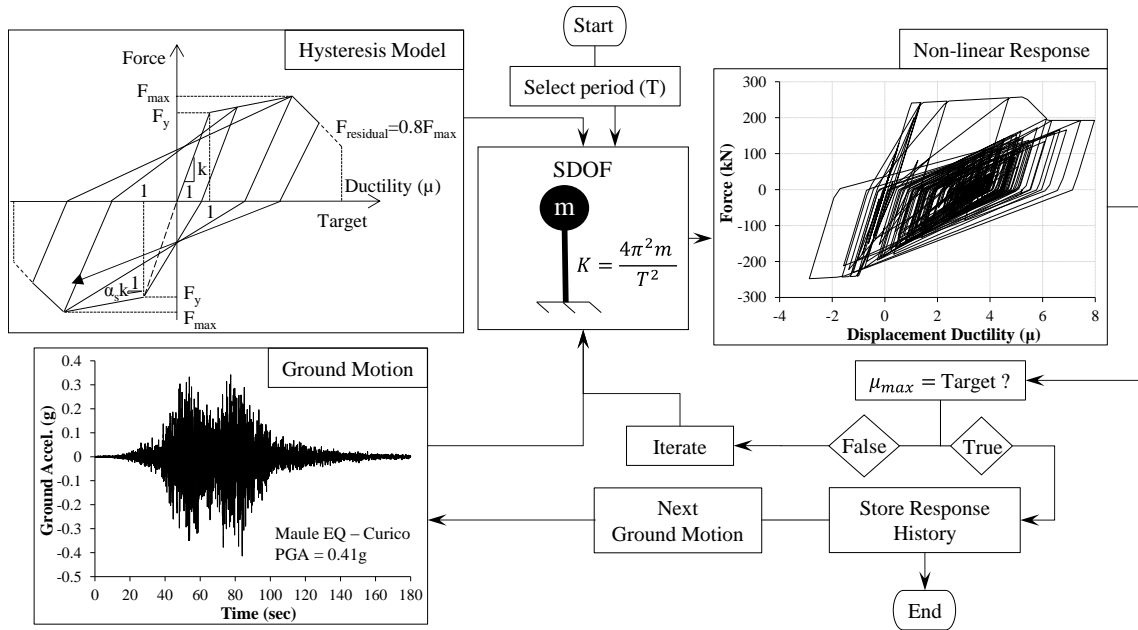 Start
Select period (T)
Hysteresis Model
Force
F_max
F_y
F_residual=0.8F_max
k
1
1
1
Ductility (μ)
Target
α_s k
1
F_y
F_max
SDOF
m
K = 4π²m / T²
Non-linear Response
300
200
100
0
-100
-200
-300
Force (kN)
-4 -2 0 2 4 6 8
Displacement Ductility (μ)
μ_max = Target ?
False
True
Iterate
Store Response
History
Next
Ground Motion
End
Ground Motion
0.4
0.3
0.2
0.1
0
-0.1
-0.2
-0.3
-0.4
-0.5
Ground Accel. (g)
Maule EQ – Curico
PGA = 0.41g
0 20 40 60 80 100 120 140 160 180
Time (sec)